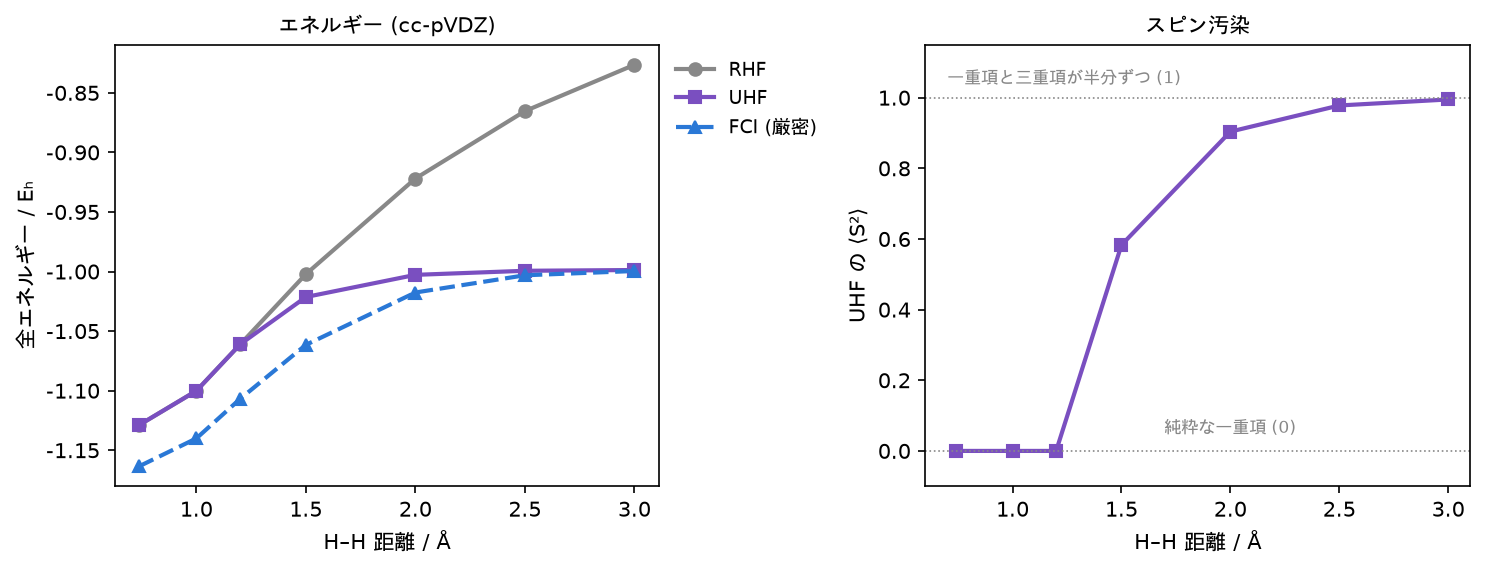 エネルギー (cc-pVDZ)
全エネルギー / Eₕ
-0.85
-0.90
-0.95
-1.00
-1.05
-1.10
-1.15
1.0 1.5 2.0 2.5 3.0
H–H 距離 / Å
RHF
UHF
FCI (厳密)
スピン汚染
UHF の ⟨S²⟩
一重項と三重項が半分ずつ (1)
1.0
0.8
0.6
0.4
0.2
純粋な一重項 (0)
0.0
1.0 1.5 2.0 2.5 3.0
H–H 距離 / Å